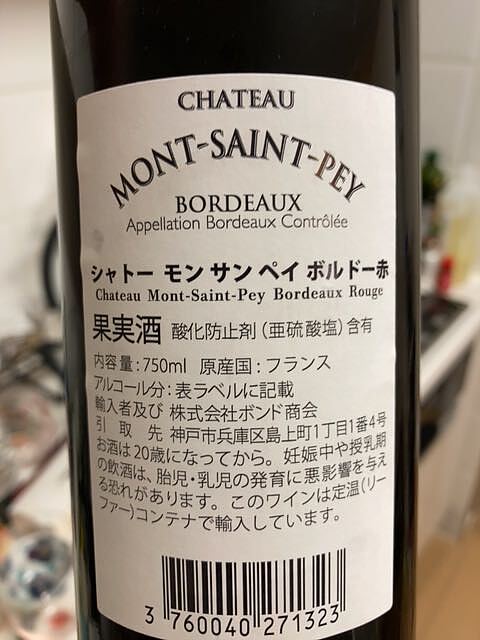 CHATEAU
MONT-SAINT-PEY
BORDEAUX
Appellation Bordeaux Contrôlée
シャトー モン サン ペイ ボルドー赤
Chateau Mont-Saint-Pey Bordeaux Rouge
果実酒 酸化防止剤（亜硫酸塩）含有
内容量：750ml 原産国：フランス
アルコール分：表ラベルに記載
輸入者及び 株式会社ボンド商会
引取先 神戸市兵庫区島上町1丁目1番4号
お酒は20歳になってから。妊娠中や授乳期
の飲酒は、胎児・乳児の発育に悪影響を与え
る恐れがあります。このワインは定温（リー
ファー）コンテナで輸入しています。
3 760040 271323